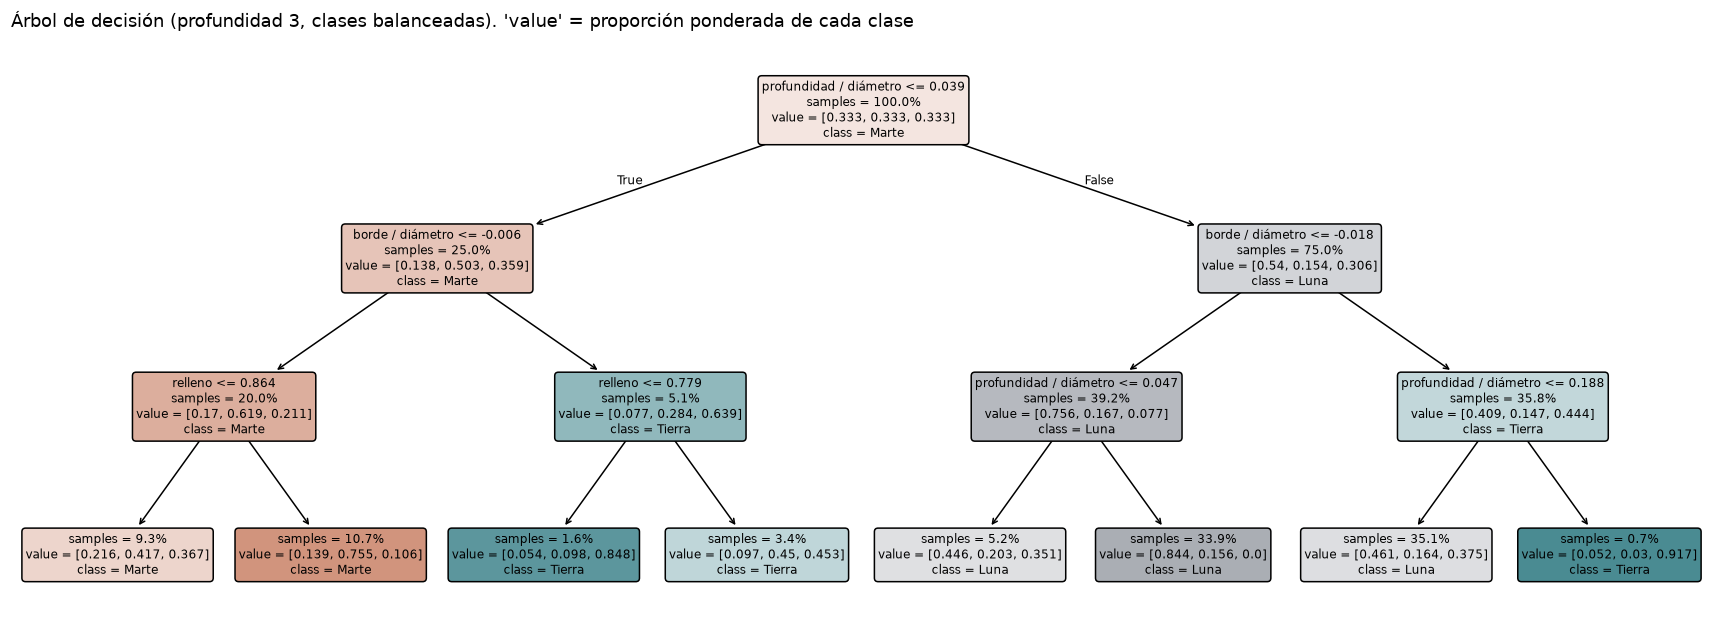 Árbol de decisión (profundidad 3, clases balanceadas). 'value' = proporción ponderada de cada clase
profundidad / diámetro <= 0.039
samples = 100.0%
value = [0.333, 0.333, 0.333]
class = Marte
True
False
borde / diámetro <= -0.006
samples = 25.0%
value = [0.138, 0.503, 0.359]
class = Marte
borde / diámetro <= -0.018
samples = 75.0%
value = [0.54, 0.154, 0.306]
class = Luna
relleno <= 0.864
samples = 20.0%
value = [0.17, 0.619, 0.211]
class = Marte
relleno <= 0.779
samples = 5.1%
value = [0.077, 0.284, 0.639]
class = Tierra
profundidad / diámetro <= 0.047
samples = 39.2%
value = [0.756, 0.167, 0.077]
class = Luna
profundidad / diámetro <= 0.188
samples = 35.8%
value = [0.409, 0.147, 0.444]
class = Tierra
samples = 9.3%
value = [0.216, 0.417, 0.367]
class = Marte
samples = 10.7%
value = [0.139, 0.755, 0.106]
class = Marte
samples = 1.6%
value = [0.054, 0.098, 0.848]
class = Tierra
samples = 3.4%
value = [0.097, 0.45, 0.453]
class = Tierra
samples = 5.2%
value = [0.446, 0.203, 0.351]
class = Luna
samples = 33.9%
value = [0.844, 0.156, 0.0]
class = Luna
samples = 35.1%
value = [0.461, 0.164, 0.375]
class = Luna
samples = 0.7%
value = [0.052, 0.03, 0.917]
class = Tierra